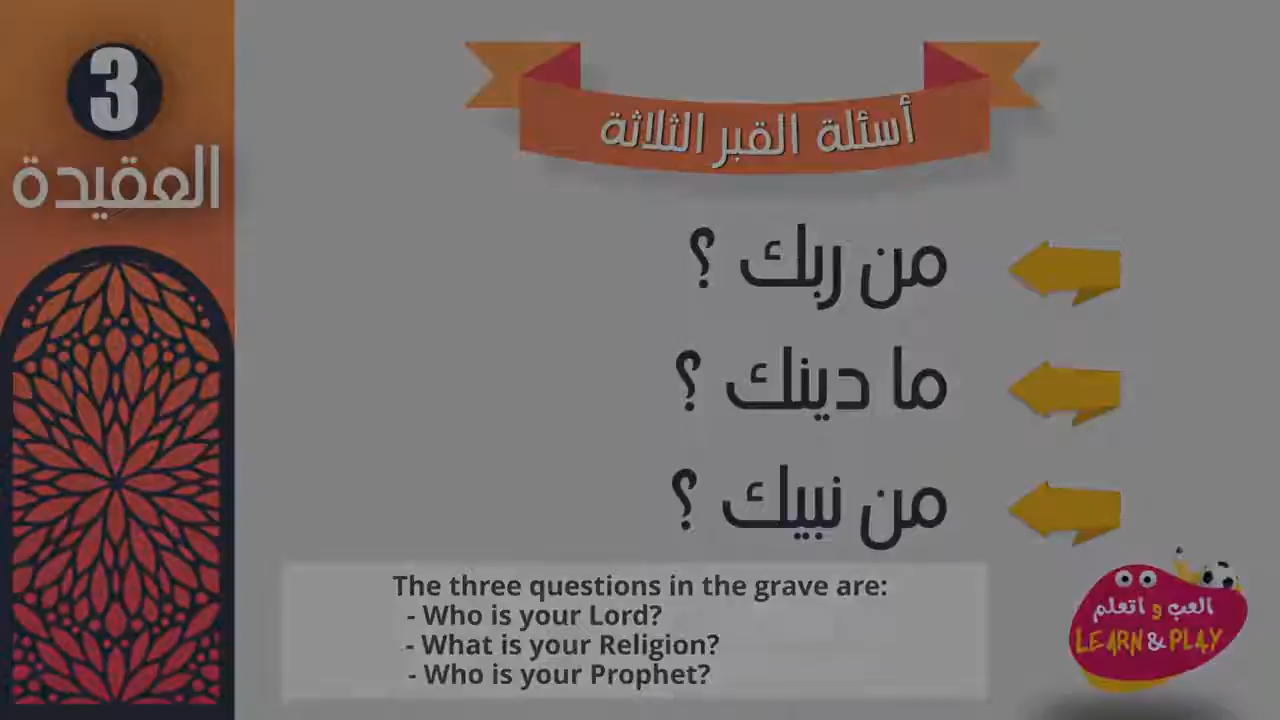 3
العقيدة
أسئلة القبر الثلاثة
من ربك ؟
ما دينك ؟
من نبيك ؟
The three questions in the grave are:
- Who is your Lord?
- What is your Religion?
- Who is your Prophet?
العب و اتعلم
LEARN & PLAY